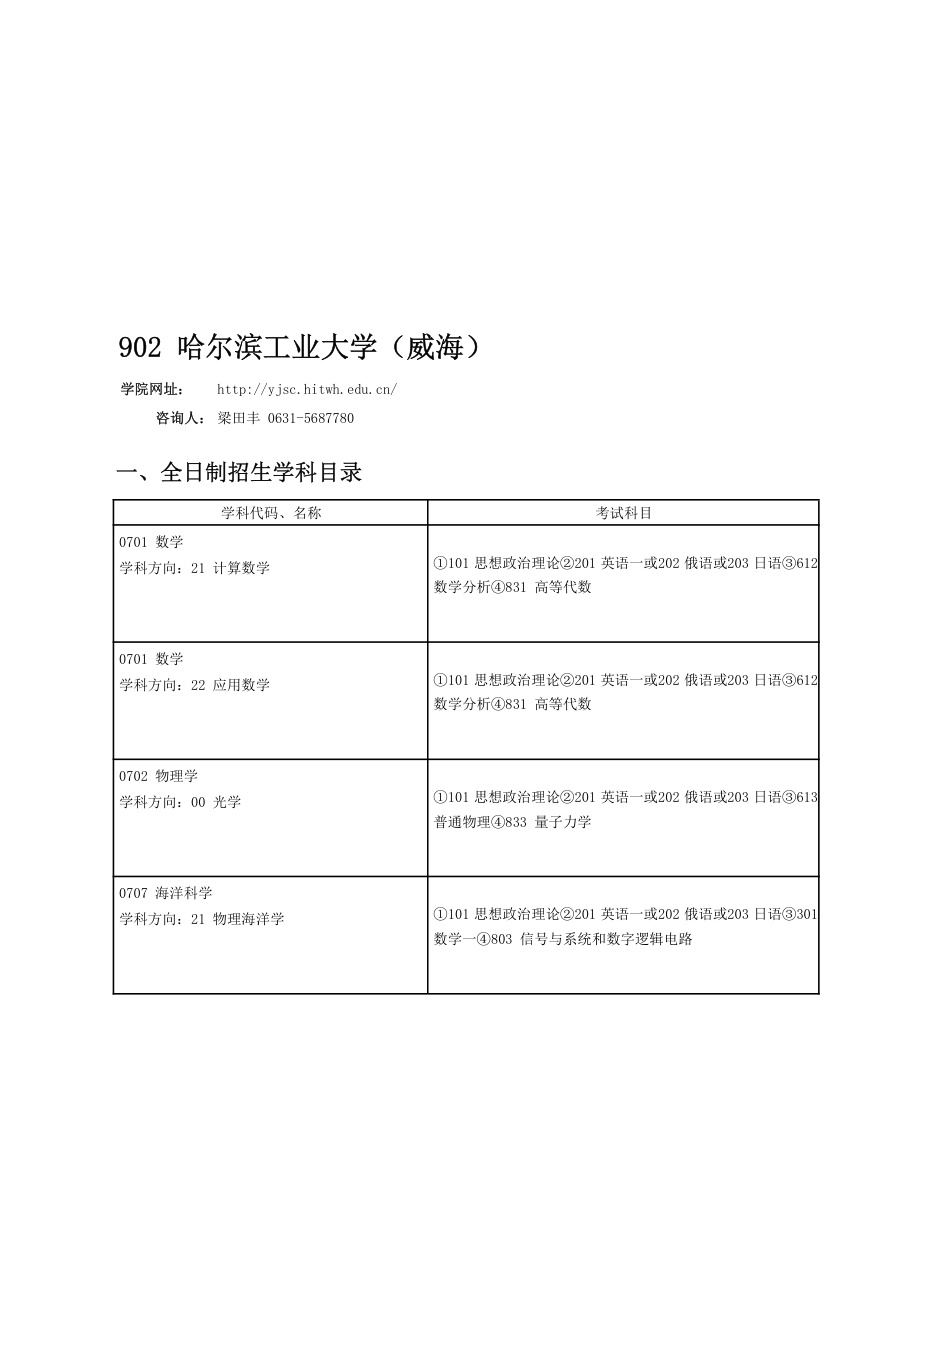 902 哈尔滨工业大学（威海）
学院网址： http://yjsc.hitwh.edu.cn/
咨询人： 梁田丰 0631-5687780
一、全日制招生学科目录
学科代码、名称 考试科目
0701 数学
学科方向: 21 计算数学
①101 思想政治理论②201 英语一或202 俄语或203 日语③612
数学分析④831 高等代数
0701 数学
学科方向: 22 应用数学
①101 思想政治理论②201 英语一或202 俄语或203 日语③612
数学分析④831 高等代数
0702 物理学
学科方向: 00 光学
①101 思想政治理论②201 英语一或202 俄语或203 日语③613
普通物理④833 量子力学
0707 海洋科学
学科方向: 21 物理海洋学
①101 思想政治理论②201 英语一或202 俄语或203 日语③301
数学一④803 信号与系统和数字逻辑电路